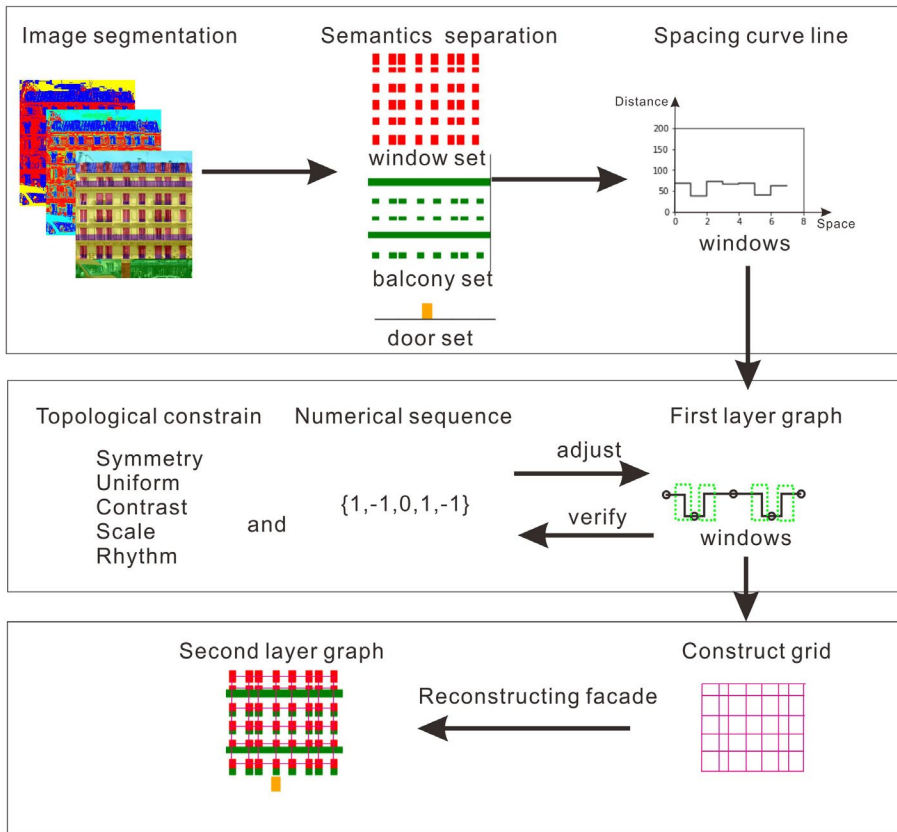 Image segmentation
Semantics separation
Spacing curve line
window set
balcony set
door set
Distance
200
150
100
50
0
0 2 4 6 8
Space
windows
Topological constrain
Numerical sequence
First layer graph
Symmetry
Uniform
Contrast
Scale
Rhythm
and
{1,-1,0,1,-1}
adjust
verify
windows
Second layer graph
Construct grid
Reconstructing facade